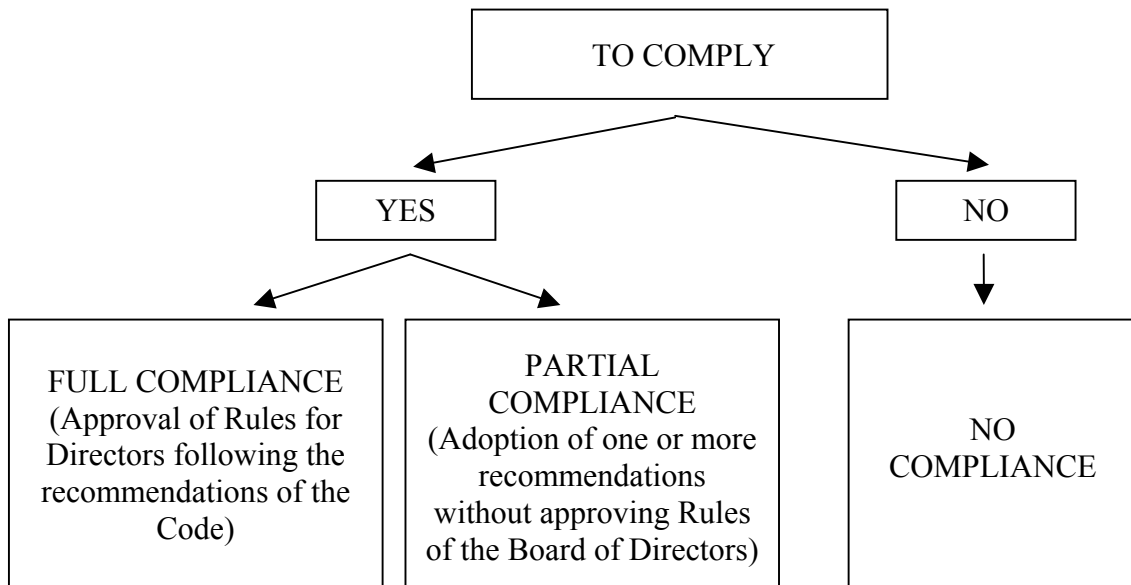 TO COMPLY
YES
NO
FULL COMPLIANCE
(Approval of Rules for
Directors following the
recommendations of the
Code)
PARTIAL
COMPLIANCE
(Adoption of one or more
recommendations
without approving Rules
of the Board of Directors)
NO
COMPLIANCE